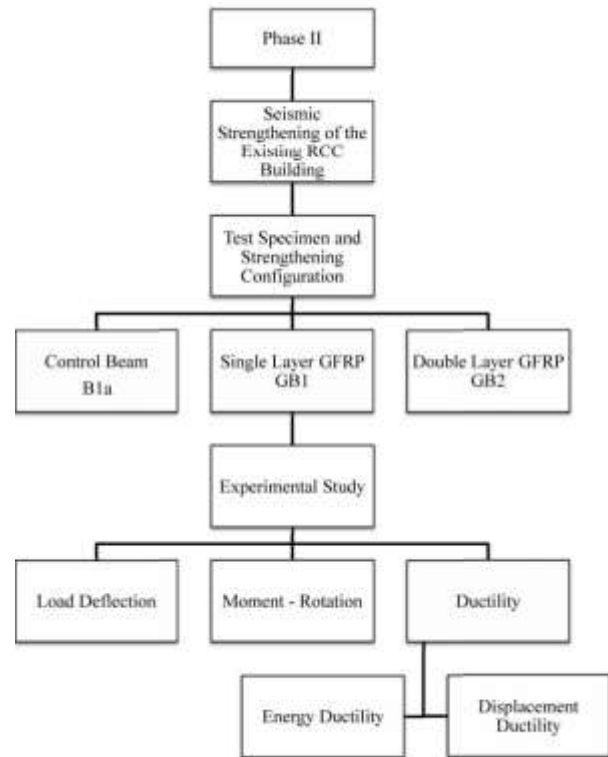 Phase II
Seismic
Strengthening of the
Existing RCC
Building
Test Specimen and
Strengthening
Configuration
Control Beam
B1a
Single Layer GFRP
GB1
Double Layer GFRP
GB2
Experimental Study
Load Deflection
Moment - Rotation
Ductility
Energy Ductility
Displacement
Ductility